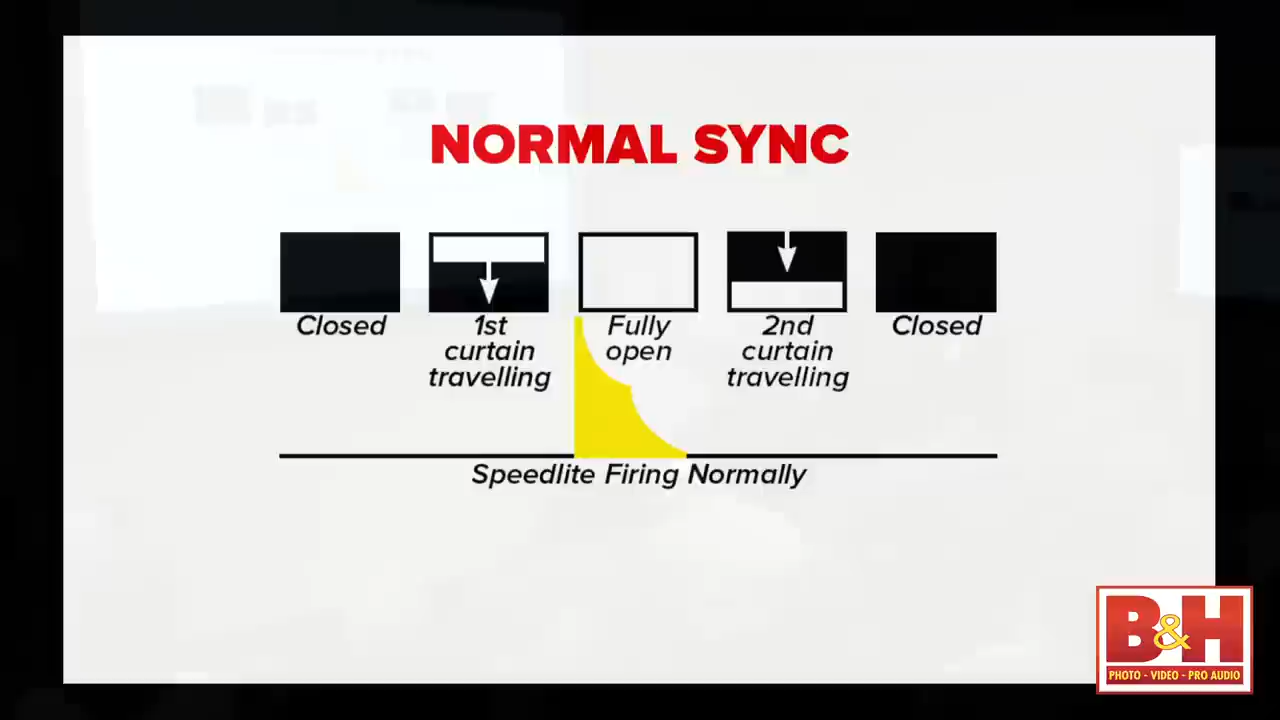 NORMAL SYNC
Closed
1st
curtain
travelling
Fully
open
2nd
curtain
travelling
Closed
Speedlite Firing Normally
B&H
PHOTO - VIDEO - PRO AUDIO